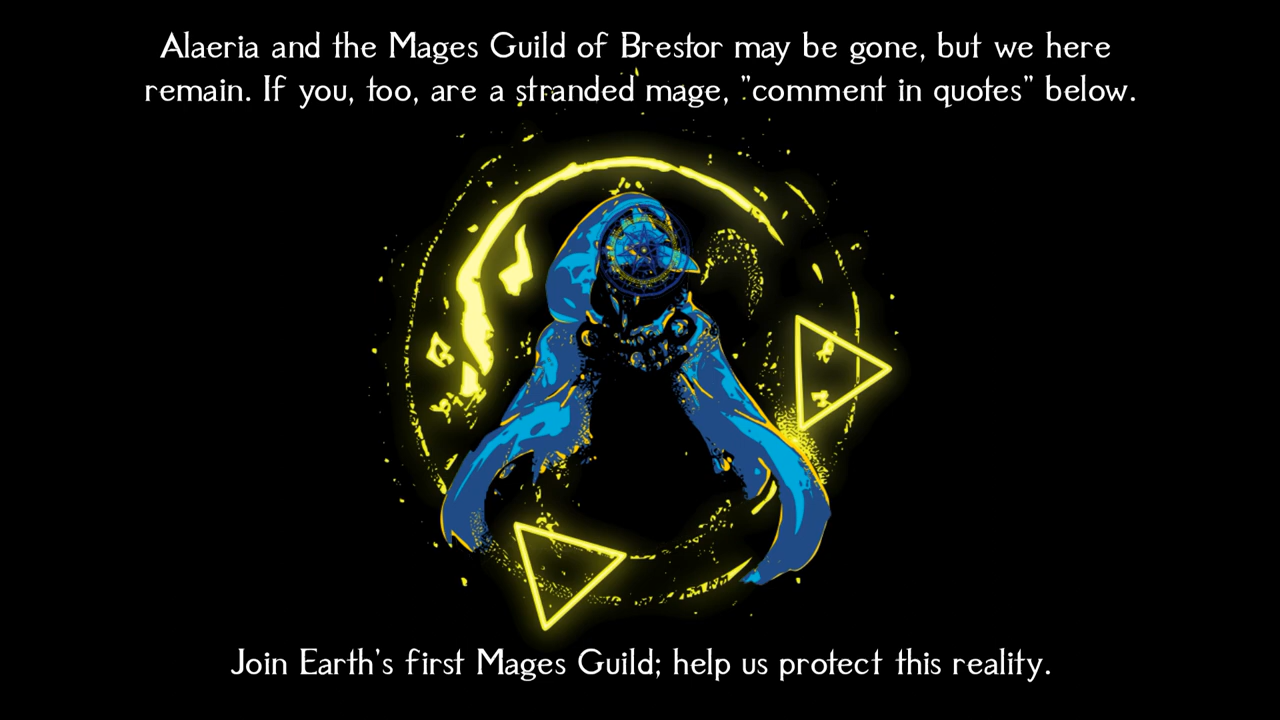 Alaeria and the Mages Guild of Brestor may be gone, but we here
remain. If you, too, are a stranded mage, "comment in quotes" below.
Join Earth's first Mages Guild; help us protect this reality.